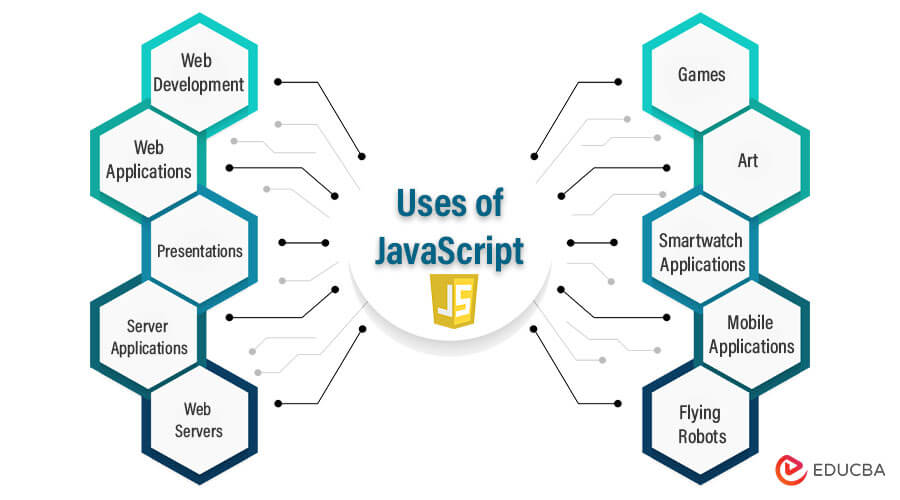 Web
Development
Web
Applications
Presentations
Server
Applications
Web
Servers
Uses of
JavaScript
JS
Games
Art
Smartwatch
Applications
Mobile
Applications
Flying
Robots
EDUCBA